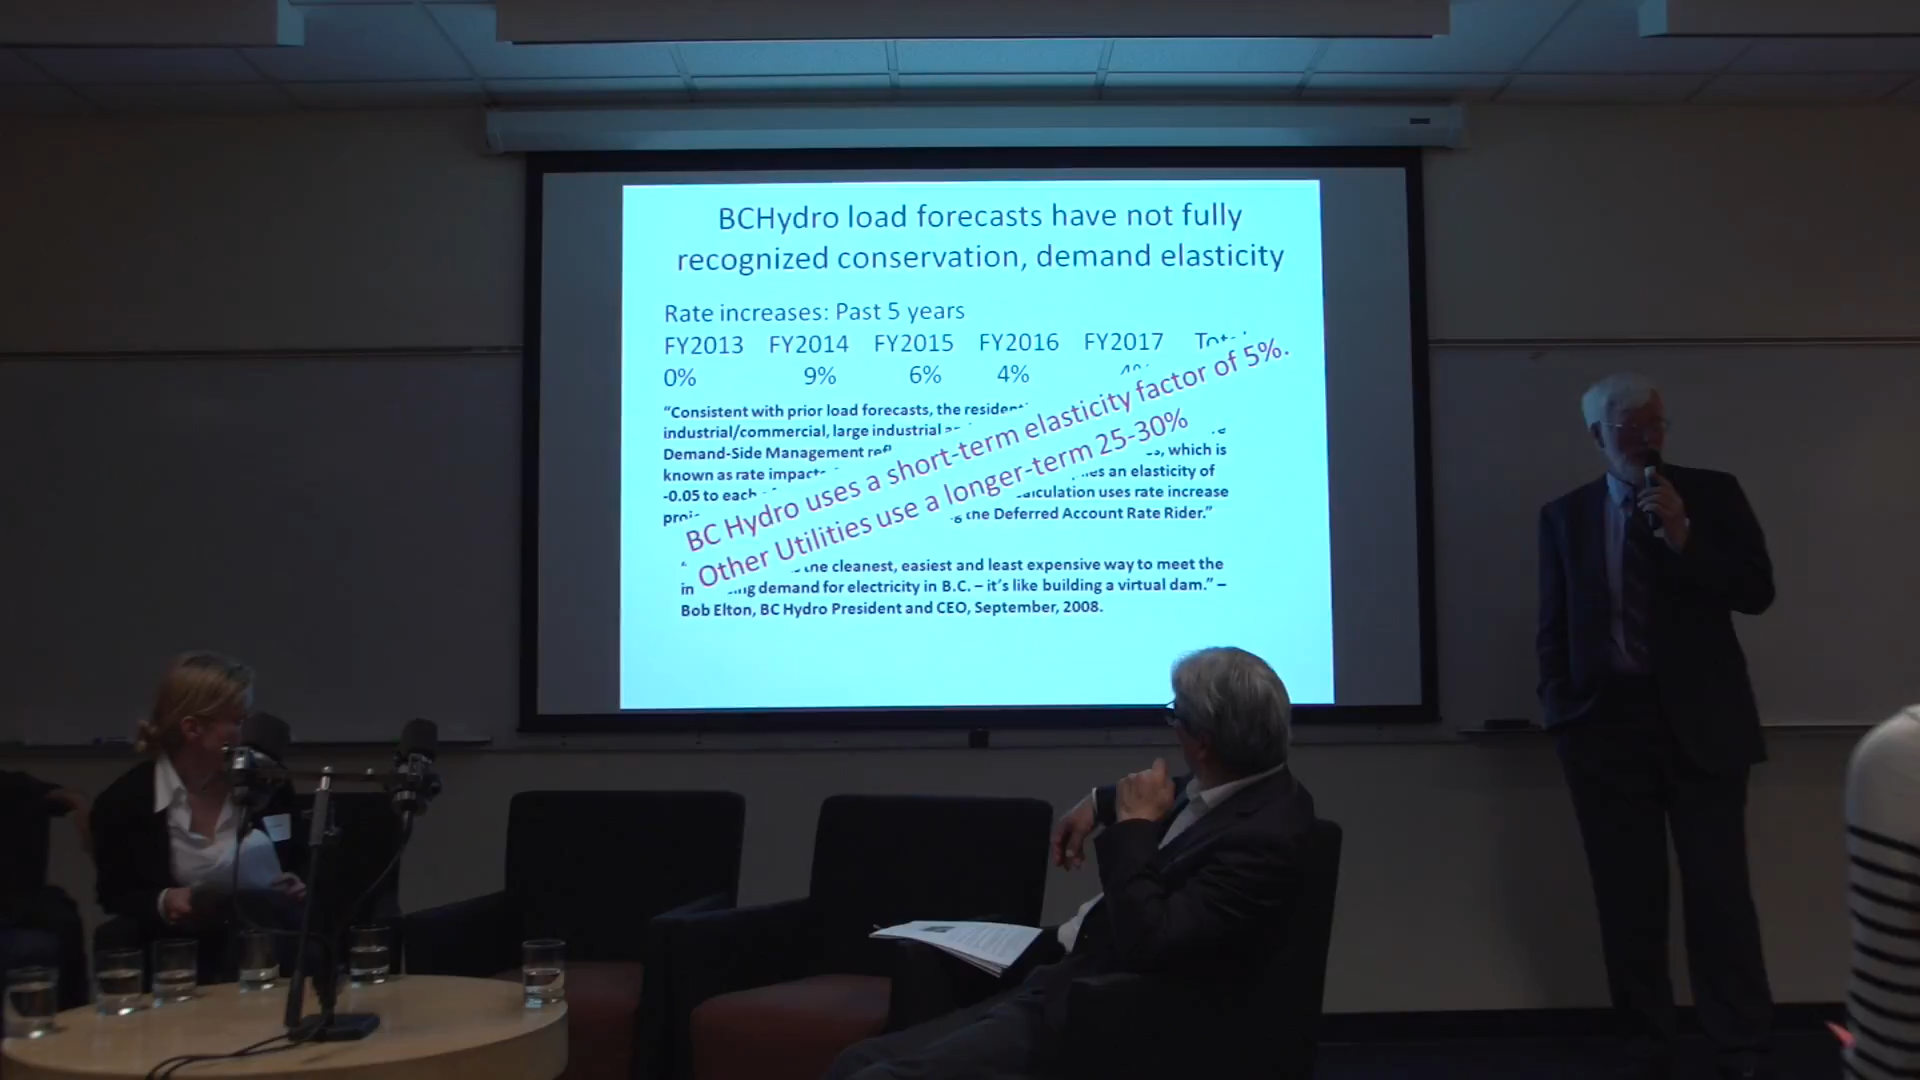 BCHydro load forecasts have not fully
recognized conservation, demand elasticity
Rate increases: Past 5 years
FY2013 FY2014 FY2015 FY2016 FY2017
0% 9% 6% 4%
"Consistent with prior load forecasts, the
industrial/commercial, large industrial
Demand-Side Management
which is
known as rate
an elasticity of
-0.05 to each
uses rate increase
the Deferred Account Rate Rider."
BC Hydro uses a short-term elasticity factor of 5%.
Other Utilities use a longer-term 25-30%
the cleanest, easiest and least expensive way to meet the
demand for electricity in B.C. – it's like building a virtual dam." –
Bob Elton, BC Hydro President and CEO, September, 2008.